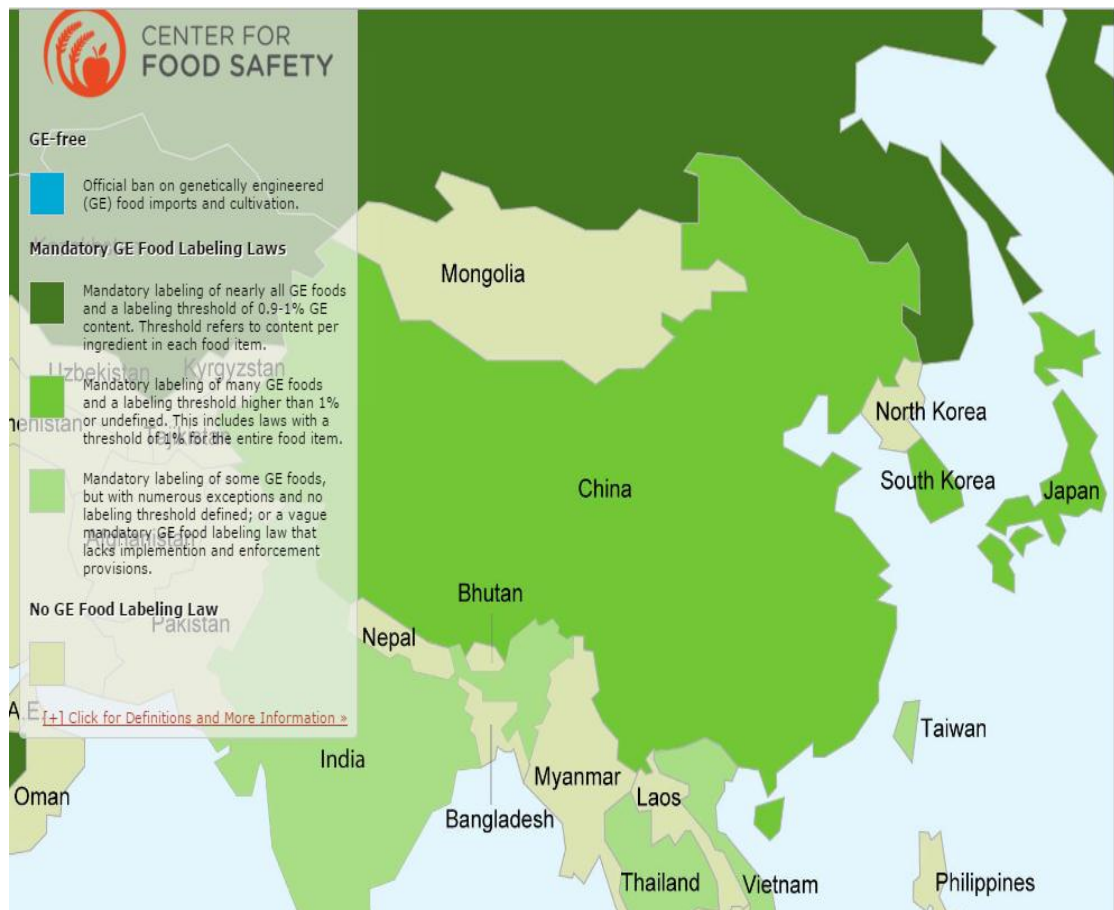 CENTER FOR
FOOD SAFETY
GE-free
Official ban on genetically engineered
(GE) food imports and cultivation.
Mandatory GE Food Labeling Laws
Mandatory labeling of nearly all GE foods
and a labeling threshold of 0.9-1% GE
content. Threshold refers to content per
ingredient in each food item.
Uzbekistan
Kyrgyzstan
Mandatory labeling of many GE foods
and a labeling threshold higher than 1%
or undefined. This includes laws with a
threshold of 1% for the entire food item.
enistan
Tajikistan
Mandatory labeling of some GE foods,
but with numerous exceptions and no
labeling threshold defined; or a vague
mandatory GE food labeling law that
lacks implemention and enforcement
provisions.
Afghanistan
No GE Food Labeling Law
Pakistan
[+] Click for Definitions and More Information »
A.E.
Oman
Mongolia
North Korea
South Korea
Japan
China
Bhutan
Nepal
India
Bangladesh
Myanmar
Laos
Taiwan
Thailand
Vietnam
Philippines